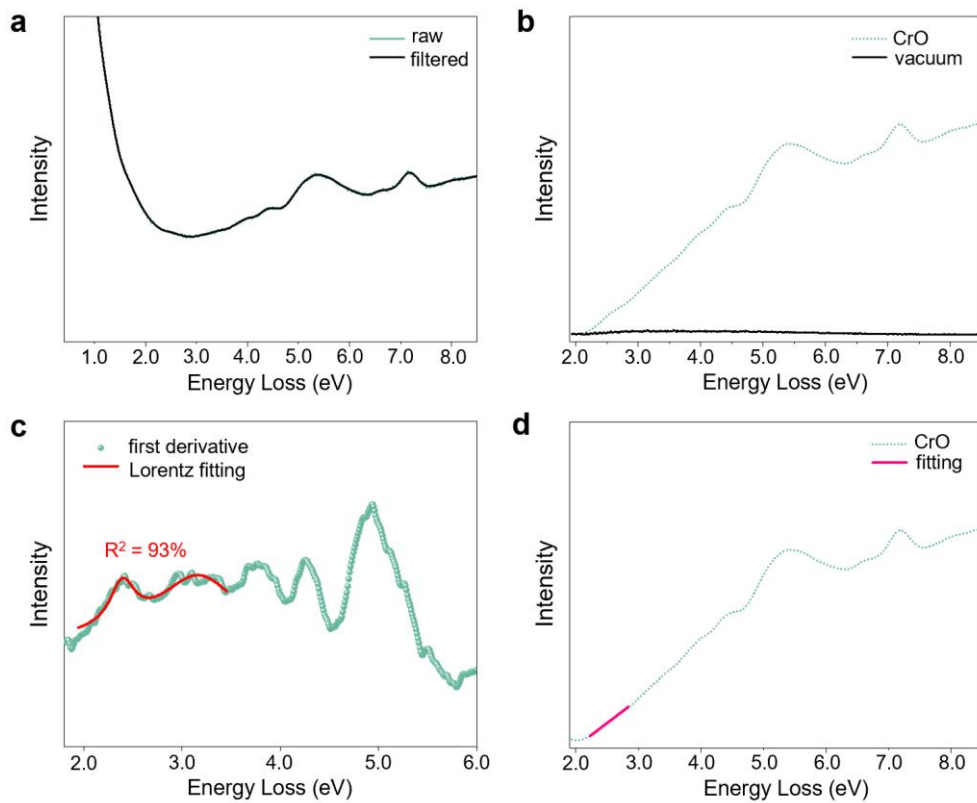 a
raw
filtered
Intensity
1.0 2.0 3.0 4.0 5.0 6.0 7.0 8.0
Energy Loss (eV)
b
CrO
vacuum
Intensity
2.0 3.0 4.0 5.0 6.0 7.0 8.0
Energy Loss (eV)
c
first derivative
Lorentz fitting
R² = 93%
Intensity
2.0 3.0 4.0 5.0 6.0
Energy Loss (eV)
d
CrO
fitting
Intensity
2.0 3.0 4.0 5.0 6.0 7.0 8.0
Energy Loss (eV)